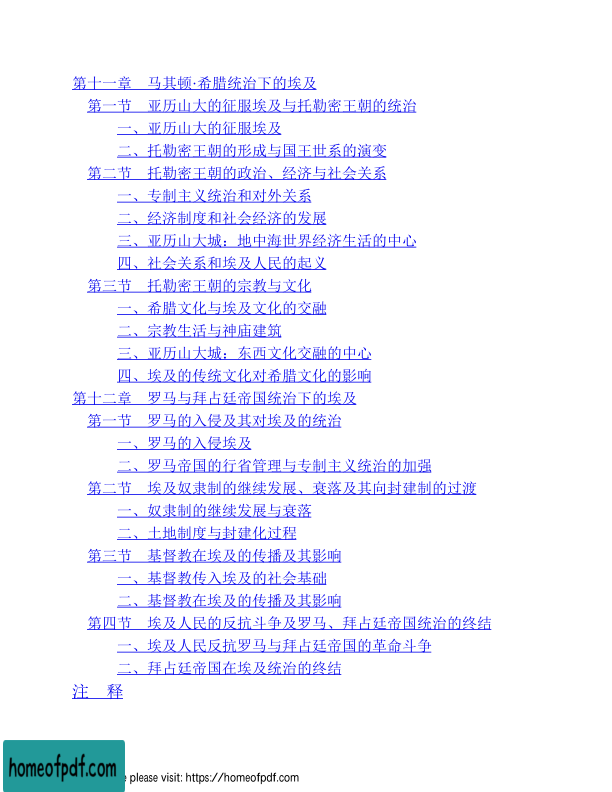 第十一章　马其顿·希腊统治下的埃及
第一节　亚历山大的征服埃及与托勒密王朝的统治
一、亚历山大的征服埃及
二、托勒密王朝的形成与国王世系的演变
第二节　托勒密王朝的政治、经济与社会关系
一、专制主义统治和对外关系
二、经济制度和社会经济的发展
三、亚历山大城：地中海世界经济生活的中心
四、社会关系和埃及人民的起义
第三节　托勒密王朝的宗教与文化
一、希腊文化与埃及文化的交融
二、宗教生活与神庙建筑
三、亚历山大城：东西文化交融的中心
四、埃及的传统文化对希腊文化的影响
第十二章　罗马与拜占廷帝国统治下的埃及
第一节　罗马的入侵及其对埃及的统治
一、罗马的入侵埃及
二、罗马帝国的行省管理与专制主义统治的加强
第二节　埃及奴隶制的继续发展、衰落及其向封建制的过渡
一、奴隶制的继续发展与衰落
二、土地制度与封建化过程
第三节　基督教在埃及的传播及其影响
一、基督教传入埃及的社会基础
二、基督教在埃及的传播及其影响
第四节　埃及人民的反抗斗争及罗马、拜占廷帝国统治的终结
一、埃及人民反抗罗马与拜占廷帝国的革命斗争
二、拜占廷帝国在埃及统治的终结
注　释
homeofpdf.com
please visit: https://homeofpdf.com